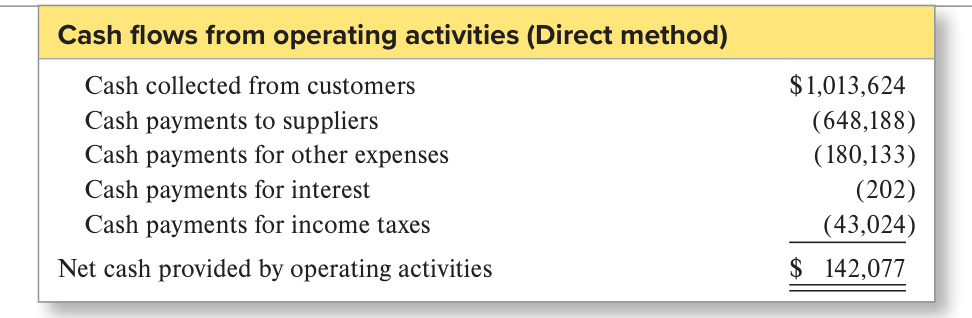 Cash flows from operating activities (Direct method)
Cash collected from customers $1,013,624
Cash payments to suppliers (648,188)
Cash payments for other expenses (180,133)
Cash payments for interest (202)
Cash payments for income taxes (43,024)
Net cash provided by operating activities $ 142,077